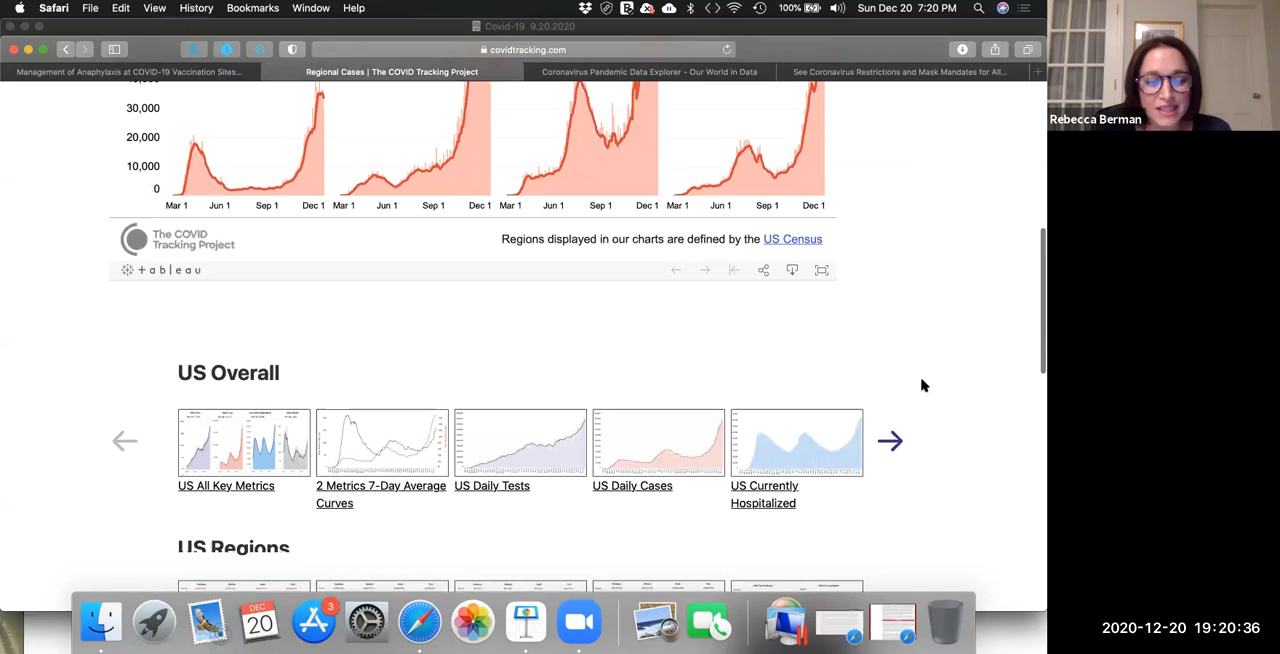 Safari File Edit View History Bookmarks Window Help 100% Sun Dec 20 7:20 PM
Covid-19 9.20.2020
covidtracking.com
Management of Anaphylaxis at COVID-19 Vaccination Sites... Regional Cases | The COVID Tracking Project Coronavirus Pandemic Data Explorer - Our World in Data See Coronavirus Restrictions and Mask Mandates for All...
30,000
20,000
10,000
0
Mar 1 Jun 1 Sep 1 Dec 1 Mar 1 Jun 1 Sep 1 Dec 1 Mar 1 Jun 1 Sep 1 Dec 1 Mar 1 Jun 1 Sep 1 Dec 1
The COVID
Tracking Project
Regions displayed in our charts are defined by the US Census
+ a b l e a u
US Overall
US All Key Metrics
2 Metrics 7-Day Average
Curves
US Daily Tests
US Daily Cases
US Currently
Hospitalized
US Regions
DEC
20
3
Rebecca Berman
2020-12-20 19:20:36